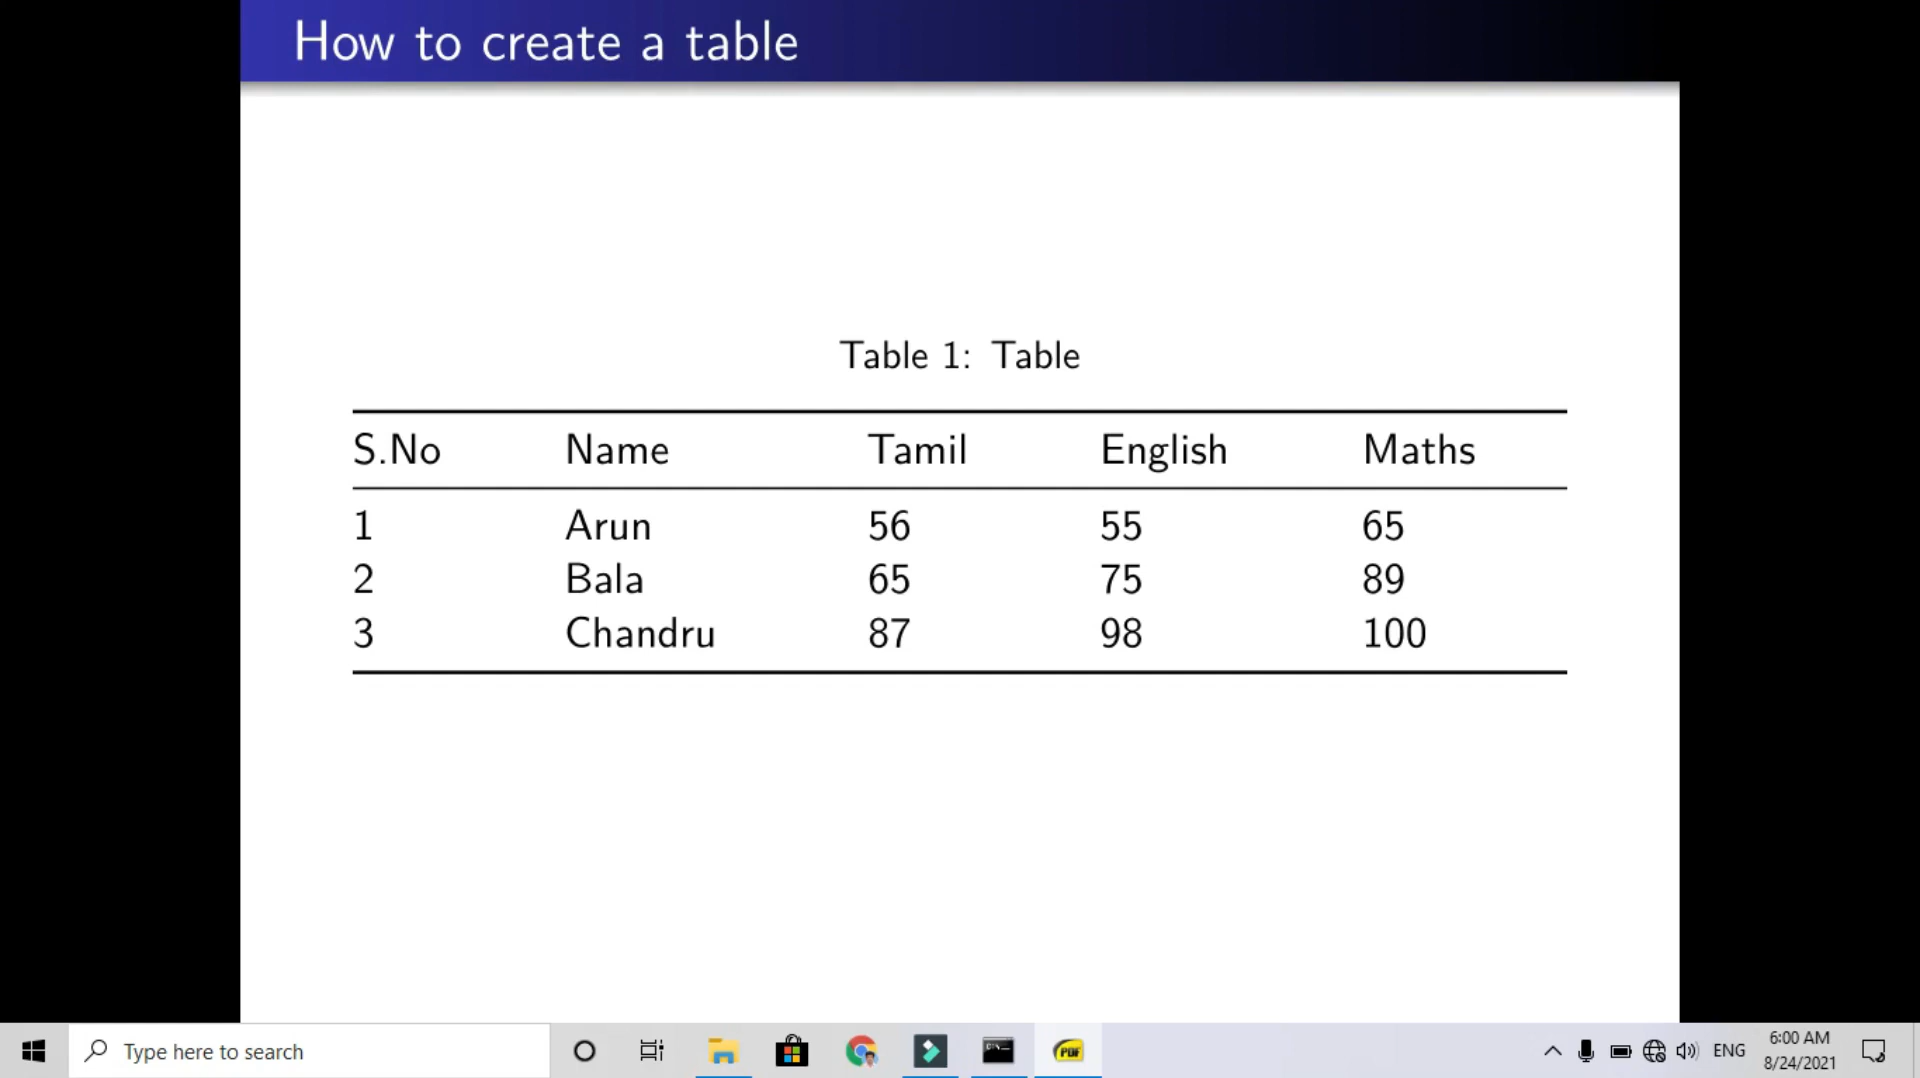 How to create a table
Table 1: Table
S.No Name Tamil English Maths
1 Arun 56 55 65
2 Bala 65 75 89
3 Chandru 87 98 100
Type here to search
PDF
ENG
6:00 AM
8/24/2021